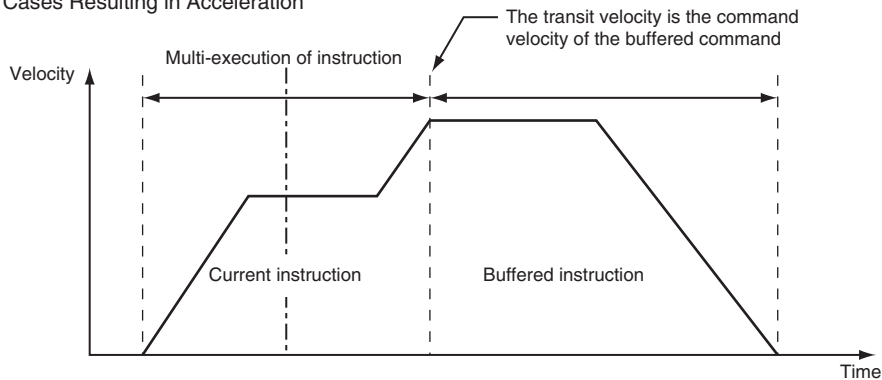 Cases Resulting in Acceleration
The transit velocity is the command
velocity of the buffered command
Multi-execution of instruction
Velocity
Current instruction
Buffered instruction
Time